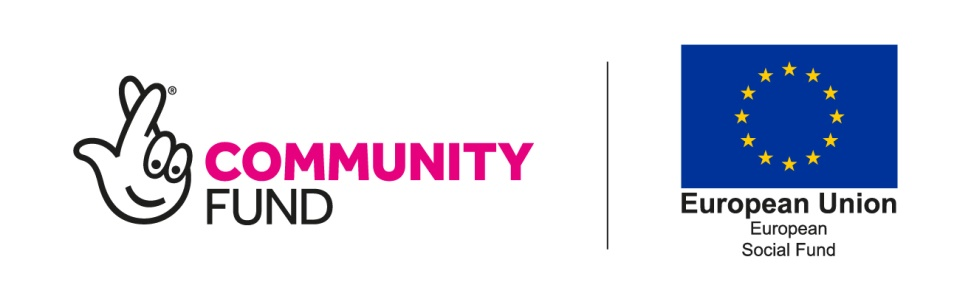 ®
COMMUNITY
FUND
European Union
European
Social Fund